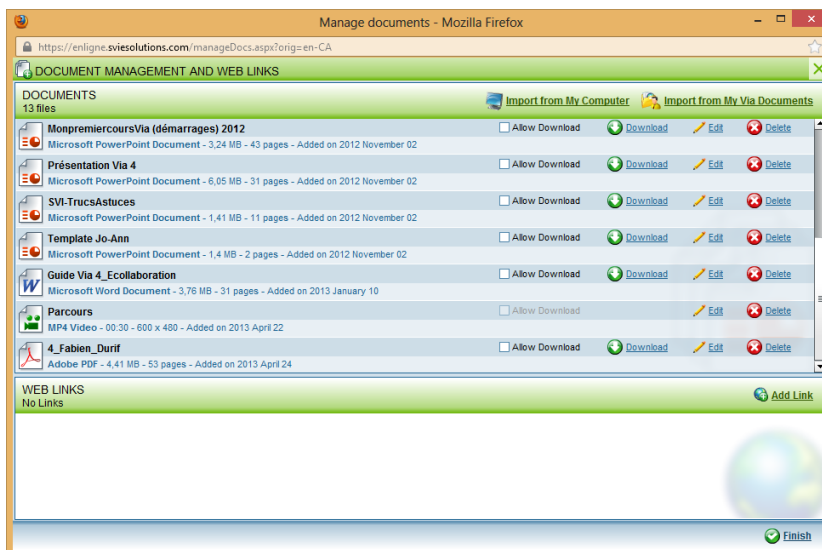 Manage documents - Mozilla Firefox
https://enligne.sviesolutions.com/manageDocs.aspx?orig=en-CA
DOCUMENT MANAGEMENT AND WEB LINKS
DOCUMENTS
13 files
Import from My Computer Import from My Via Documents
MonpremiercoursVia (démarrages) 2012 Allow Download Download Edit Delete
Microsoft PowerPoint Document - 3,24 MB - 43 pages - Added on 2012 November 02
Présentation Via 4 Allow Download Download Edit Delete
Microsoft PowerPoint Document - 6,05 MB - 31 pages - Added on 2012 November 02
SVI-TrucsAstuces Allow Download Download Edit Delete
Microsoft PowerPoint Document - 1,41 MB - 11 pages - Added on 2012 November 02
Template Jo-Ann Allow Download Download Edit Delete
Microsoft PowerPoint Document - 1,4 MB - 2 pages - Added on 2012 November 02
Guide Via 4_Ecollaboration Allow Download Download Edit Delete
Microsoft Word Document - 3,76 MB - 31 pages - Added on 2013 January 10
Parcours Allow Download Edit Delete
MP4 Video - 00:30 - 600 x 480 - Added on 2013 April 22
4_Fabien_Durif Allow Download Download Edit Delete
Adobe PDF - 4,41 MB - 53 pages - Added on 2013 April 24
WEB LINKS
No Links
Add Link
Finish